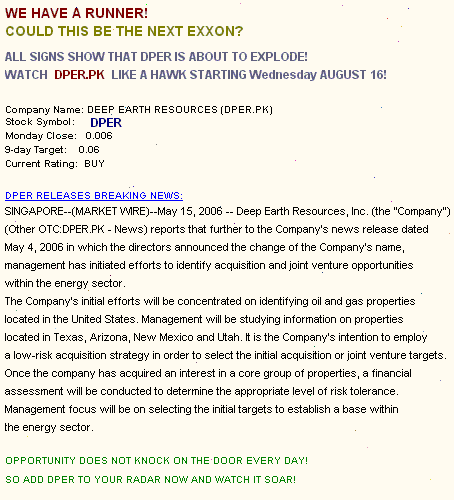 WE HAVE A RUNNER!
COULD THIS BE THE NEXT EXXON?
ALL SIGNS SHOW THAT DPER IS ABOUT TO EXPLODE!
WATCH DPER.PK LIKE A HAWK STARTING Wednesday AUGUST 16!
Company Name: DEEP EARTH RESOURCES (DPER.PK)
Stock Symbol: DPER
Monday Close: 0.006
9-day Target: 0.06
Current Rating: BUY
DPER RELEASES BREAKING NEWS:
SINGAPORE--(MARKET WIRE)--May 15, 2006 -- Deep Earth Resources, Inc. (the "Company")
(Other OTC:DPER.PK - News) reports that further to the Company's news release dated
May 4, 2006 in which the directors announced the change of the Company's name,
management has initiated efforts to identify acquisition and joint venture opportunities
within the energy sector.
The Company's initial efforts will be concentrated on identifying oil and gas properties
located in the United States. Management will be studying information on properties
located in Texas, Arizona, New Mexico and Utah. It is the Company's intention to employ
a low-risk acquisition strategy in order to select the initial acquisition or joint venture targets.
Once the company has acquired an interest in a core group of properties, a financial
assessment will be conducted to determine the appropriate level of risk tolerance.
Management focus will be on selecting the initial targets to establish a base within
the energy sector.
OPPORTUNITY DOES NOT KNOCK ON THE DOOR EVERY DAY!
SO ADD DPER TO YOUR RADAR NOW AND WATCH IT SOAR!